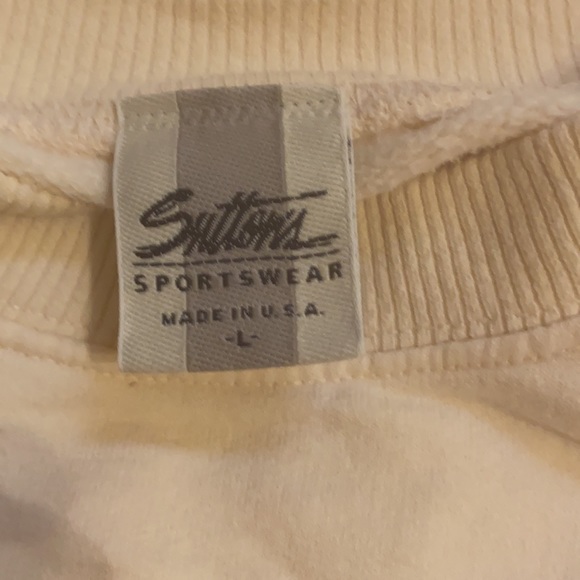 Sutton's
SPORTSWEAR
MADE IN U.S.A.
-L-